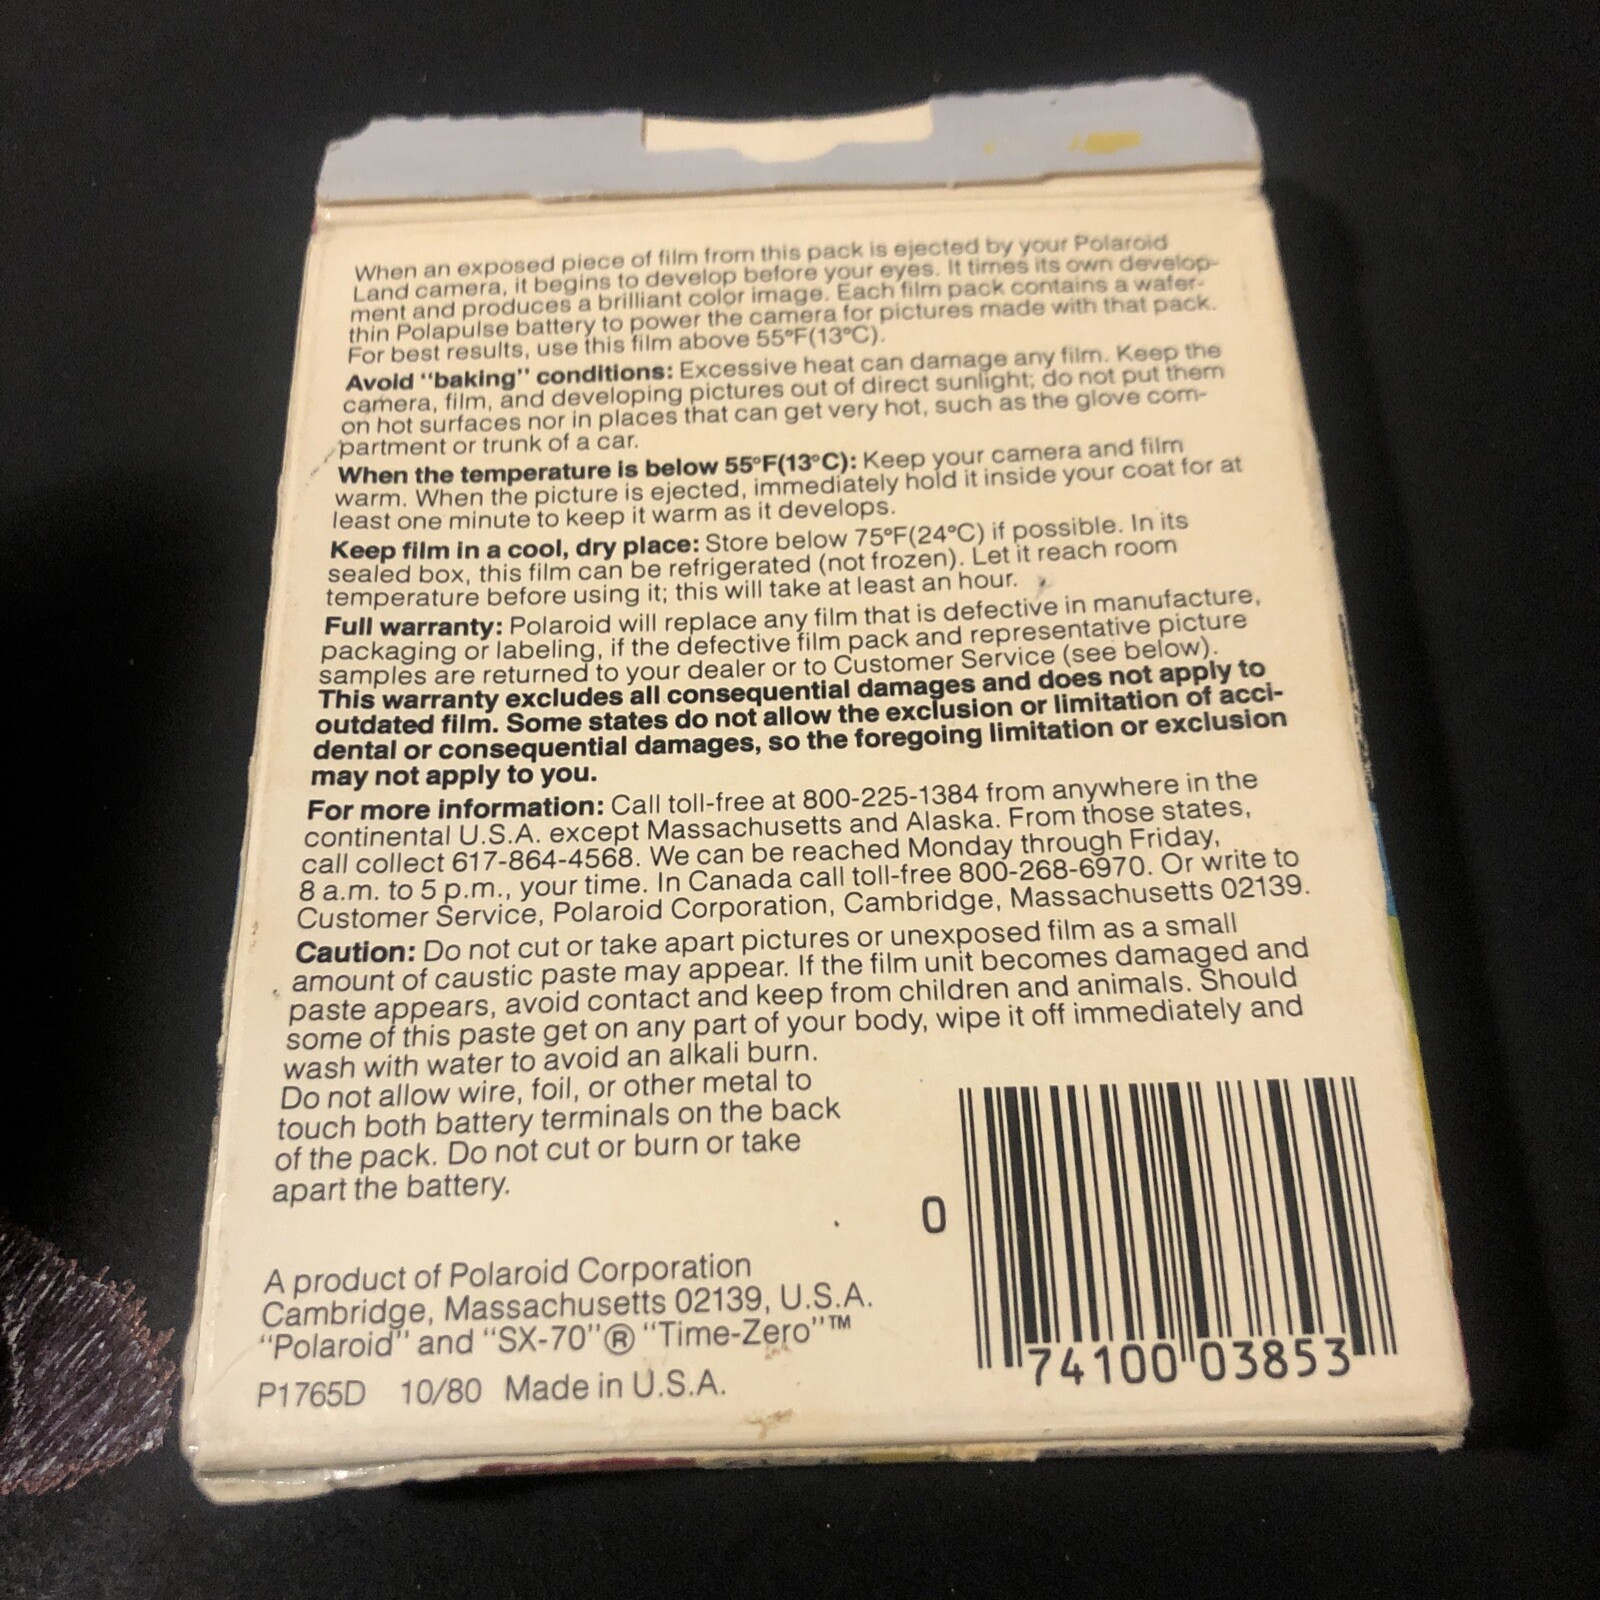 When an exposed piece of film from this pack is ejected by your Polaroid
Land camera, it begins to develop before your eyes. It times its own develop-
ment and produces a brilliant color image. Each film pack contains a wafer-
thin Polapulse battery to power the camera for pictures made with that pack.
For best results, use this film above 55°F(13°C).
Avoid "baking" conditions: Excessive heat can damage any film. Keep the
camera, film, and developing pictures out of direct sunlight; do not put them
on hot surfaces nor in places that can get very hot, such as the glove com-
partment or trunk of a car.
When the temperature is below 55°F(13°C): Keep your camera and film
warm. When the picture is ejected, immediately hold it inside your coat for at
least one minute to keep it warm as it develops.
Keep film in a cool, dry place: Store below 75°F(24°C) if possible. In its
sealed box, this film can be refrigerated (not frozen). Let it reach room
temperature before using it; this will take at least an hour.
Full warranty: Polaroid will replace any film that is defective in manufacture,
packaging or labeling, if the defective film pack and representative picture
samples are returned to your dealer or to Customer Service (see below).
This warranty excludes all consequential damages and does not apply to
outdated film. Some states do not allow the exclusion or limitation of acci-
dental or consequential damages, so the foregoing limitation or exclusion
may not apply to you.
For more information: Call toll-free at 800-225-1384 from anywhere in the
continental U.S.A. except Massachusetts and Alaska. From those states,
call collect 617-864-4568. We can be reached Monday through Friday,
8 a.m. to 5 p.m., your time. In Canada call toll-free 800-268-6970. Or write to
Customer Service, Polaroid Corporation, Cambridge, Massachusetts 02139.
Caution: Do not cut or take apart pictures or unexposed film as a small
amount of caustic paste may appear. If the film unit becomes damaged and
paste appears, avoid contact and keep from children and animals. Should
some of this paste get on any part of your body, wipe it off immediately and
wash with water to avoid an alkali burn.
Do not allow wire, foil, or other metal to
touch both battery terminals on the back
of the pack. Do not cut or burn or take
apart the battery.
A product of Polaroid Corporation
Cambridge, Massachusetts 02139, U.S.A.
"Polaroid" and "SX-70"® "Time-Zero"™
P1765D 10/80 Made in U.S.A.
0 74100 03853